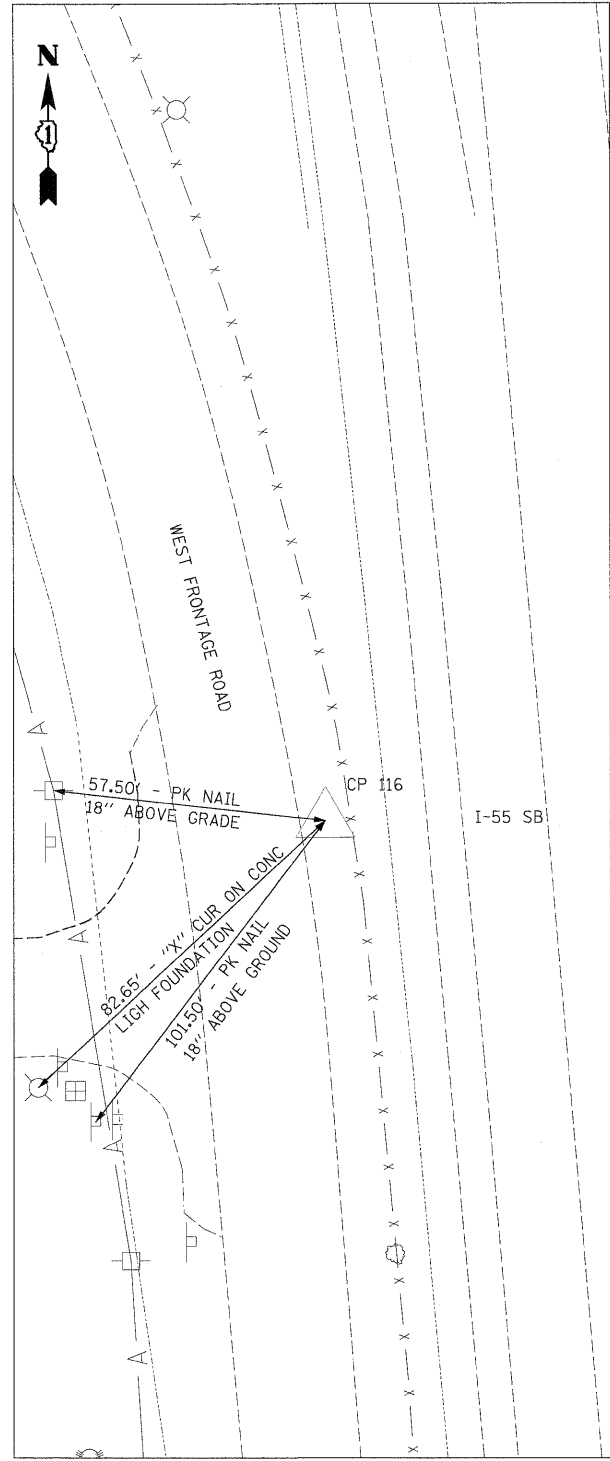 N
1
WEST FRONTAGE ROAD
57.50' - PK NAIL
18" ABOVE GRADE
CP 116
I-55 SB
82.65' - "X" CUR ON CONC
LIGH FOUNDATION
101.50' - PK NAIL
18" ABOVE GROUND
A
A
A
A